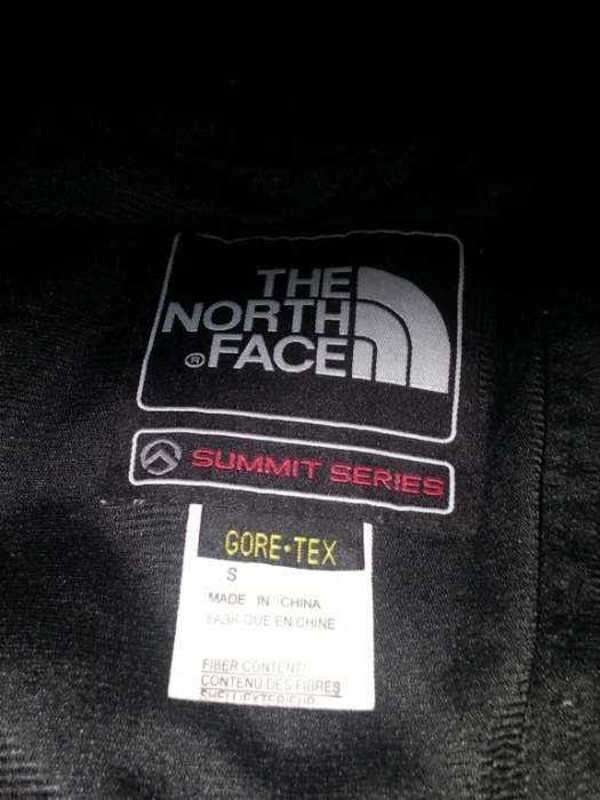 THE
NORTH
® FACE
SUMMIT SERIES
GORE-TEX
S
MADE IN CHINA
FABRIQUE EN CHINE
FIBER CONTENT/
CONTENU DES FIBRES